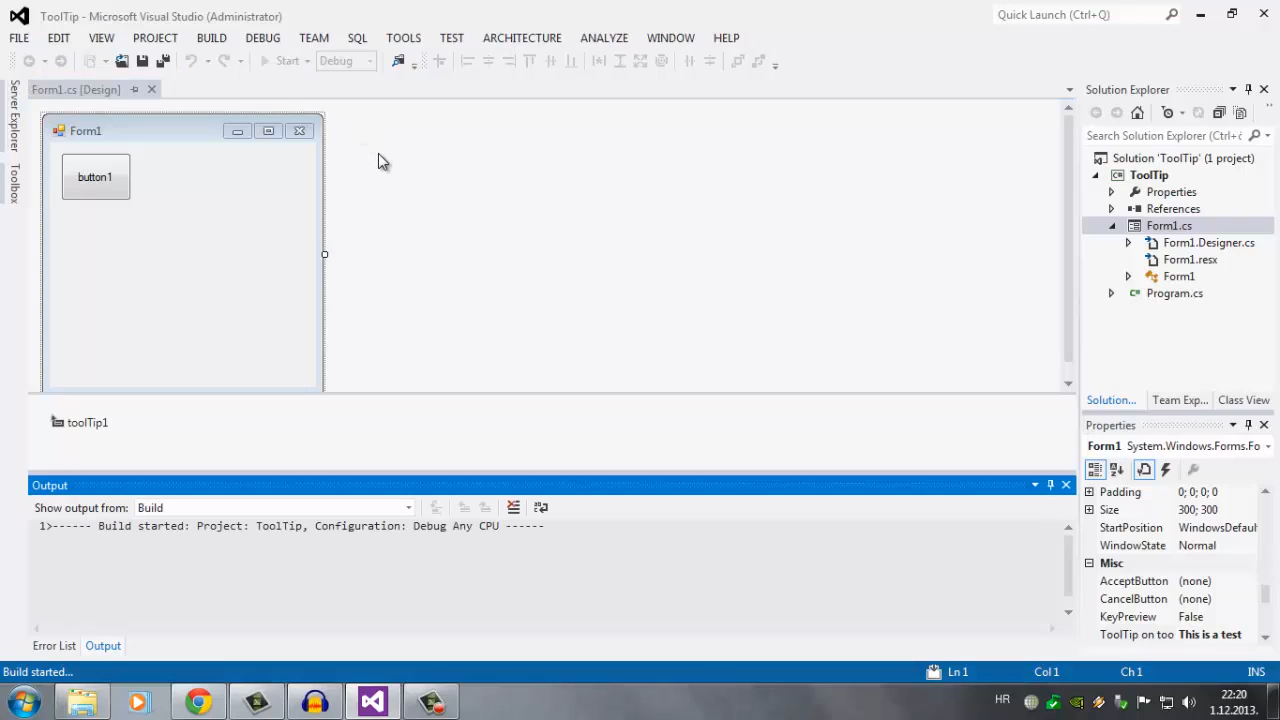 ToolTip - Microsoft Visual Studio (Administrator)
Quick Launch (Ctrl+Q)
FILE EDIT VIEW PROJECT BUILD DEBUG TEAM SQL TOOLS TEST ARCHITECTURE ANALYZE WINDOW HELP
Start Debug
Server Explorer
Toolbox
Form1.cs [Design]
Form1
button1
toolTip1
Output
Show output from: Build
1>------ Build started: Project: ToolTip, Configuration: Debug Any CPU ------
Error List Output
Solution Explorer
Search Solution Explorer (Ctrl+č
Solution 'ToolTip' (1 project)
ToolTip
Properties
References
Form1.cs
Form1.Designer.cs
Form1.resx
Form1
Program.cs
Solution... Team Exp... Class View
Properties
Form1 System.Windows.Forms.Fo
Padding 0; 0; 0; 0
Size 300; 300
StartPosition WindowsDefaul
WindowState Normal
Misc
AcceptButton (none)
CancelButton (none)
KeyPreview False
ToolTip on too This is a test
Build started... Ln 1 Col 1 Ch 1 INS
HR
22:20
1.12.2013.